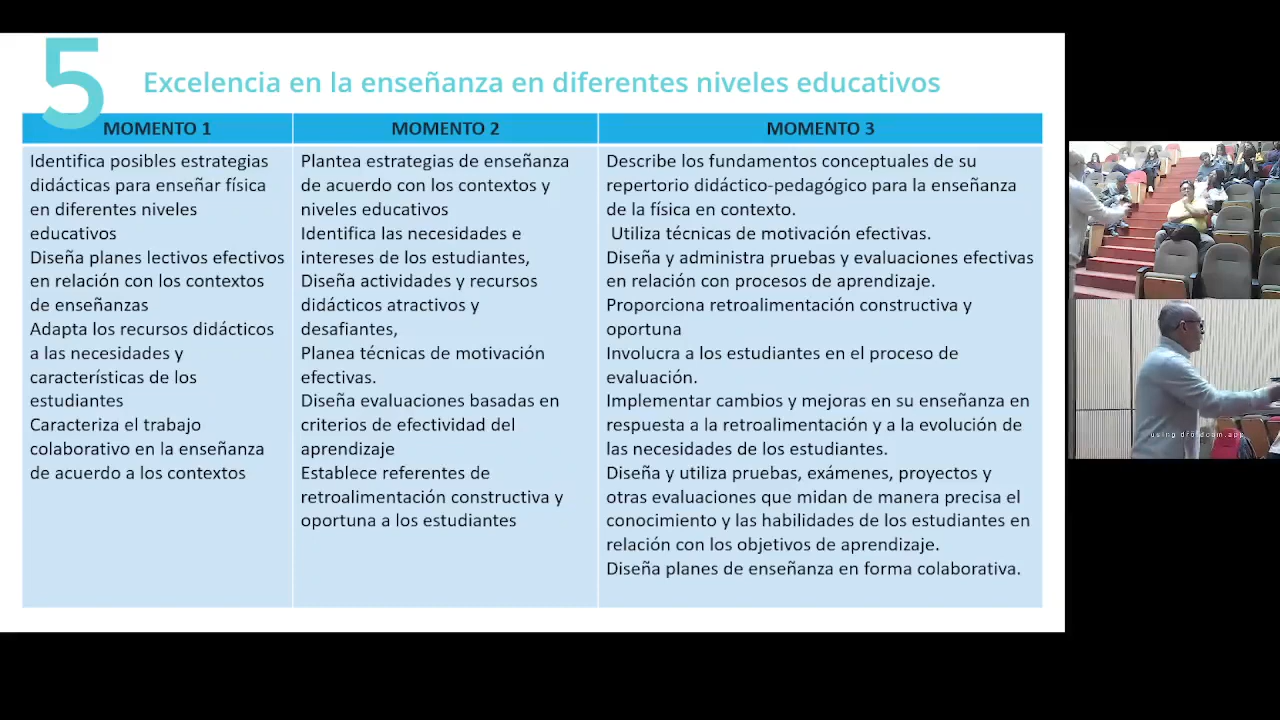 5
Excelencia en la enseñanza en diferentes niveles educativos
MOMENTO 1
Identifica posibles estrategias
didácticas para enseñar física
en diferentes niveles
educativos
Diseña planes lectivos efectivos
en relación con los contextos
de enseñanzas
Adapta los recursos didácticos
a las necesidades y
características de los
estudiantes
Caracteriza el trabajo
colaborativo en la enseñanza
de acuerdo a los contextos
MOMENTO 2
Plantea estrategias de enseñanza
de acuerdo con los contextos y
niveles educativos
Identifica las necesidades e
intereses de los estudiantes,
Diseña actividades y recursos
didácticos atractivos y
desafiantes,
Planea técnicas de motivación
efectivas.
Diseña evaluaciones basadas en
criterios de efectividad del
aprendizaje
Establece referentes de
retroalimentación constructiva y
oportuna a los estudiantes
MOMENTO 3
Describe los fundamentos conceptuales de su
repertorio didáctico-pedagógico para la enseñanza
de la física en contexto.
Utiliza técnicas de motivación efectivas.
Diseña y administra pruebas y evaluaciones efectivas
en relación con procesos de aprendizaje.
Proporciona retroalimentación constructiva y
oportuna
Involucra a los estudiantes en el proceso de
evaluación.
Implementar cambios y mejoras en su enseñanza en
respuesta a la retroalimentación y a la evolución de
las necesidades de los estudiantes.
Diseña y utiliza pruebas, exámenes, proyectos y
otras evaluaciones que midan de manera precisa el
conocimiento y las habilidades de los estudiantes en
relación con los objetivos de aprendizaje.
Diseña planes de enseñanza en forma colaborativa.
using droidcam.app